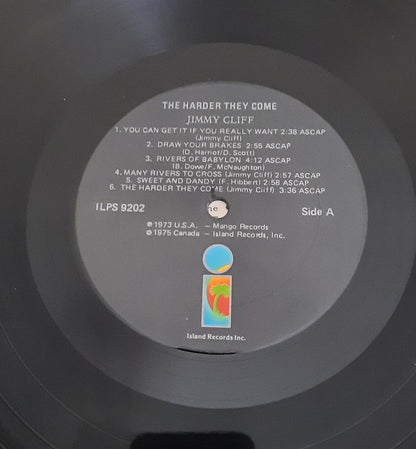 THE HARDER THEY COME
JIMMY CLIFF
1. YOU CAN GET IT IF YOU REALLY WANT 2:38 ASCAP
(Jimmy Cliff)
2. DRAW YOUR BRAKES 2:55 ASCAP
(D. Harriot/D. Scott)
3. RIVERS OF BABYLON 4:12 ASCAP
(B. Dowe/F. McNaughton)
4. MANY RIVERS TO CROSS (Jimmy Cliff) 2:57 ASCAP
5. SWEET AND DANDY (F. Hibbert) 2:58 ASCAP
6. THE HARDER THEY COME (Jimmy Cliff) 3:36 ASCAP
ILPS 9202
Side A
℗ 1973 U.S.A. – Mango Records
℗ 1975 Canada – Island Records, Inc.
i
Island Records Inc.